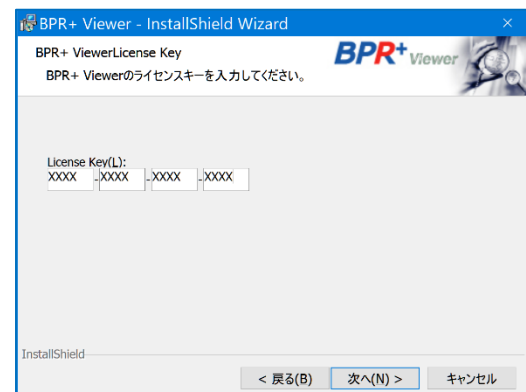 BPR+ Viewer - InstallShield Wizard
BPR+ ViewerLicense Key
BPR+ Viewerのライセンスキーを入力してください。
BPR+ Viewer
License Key(L):
XXXX - XXXX - XXXX - XXXX
InstallShield
< 戻る(B) 次へ(N) > キャンセル